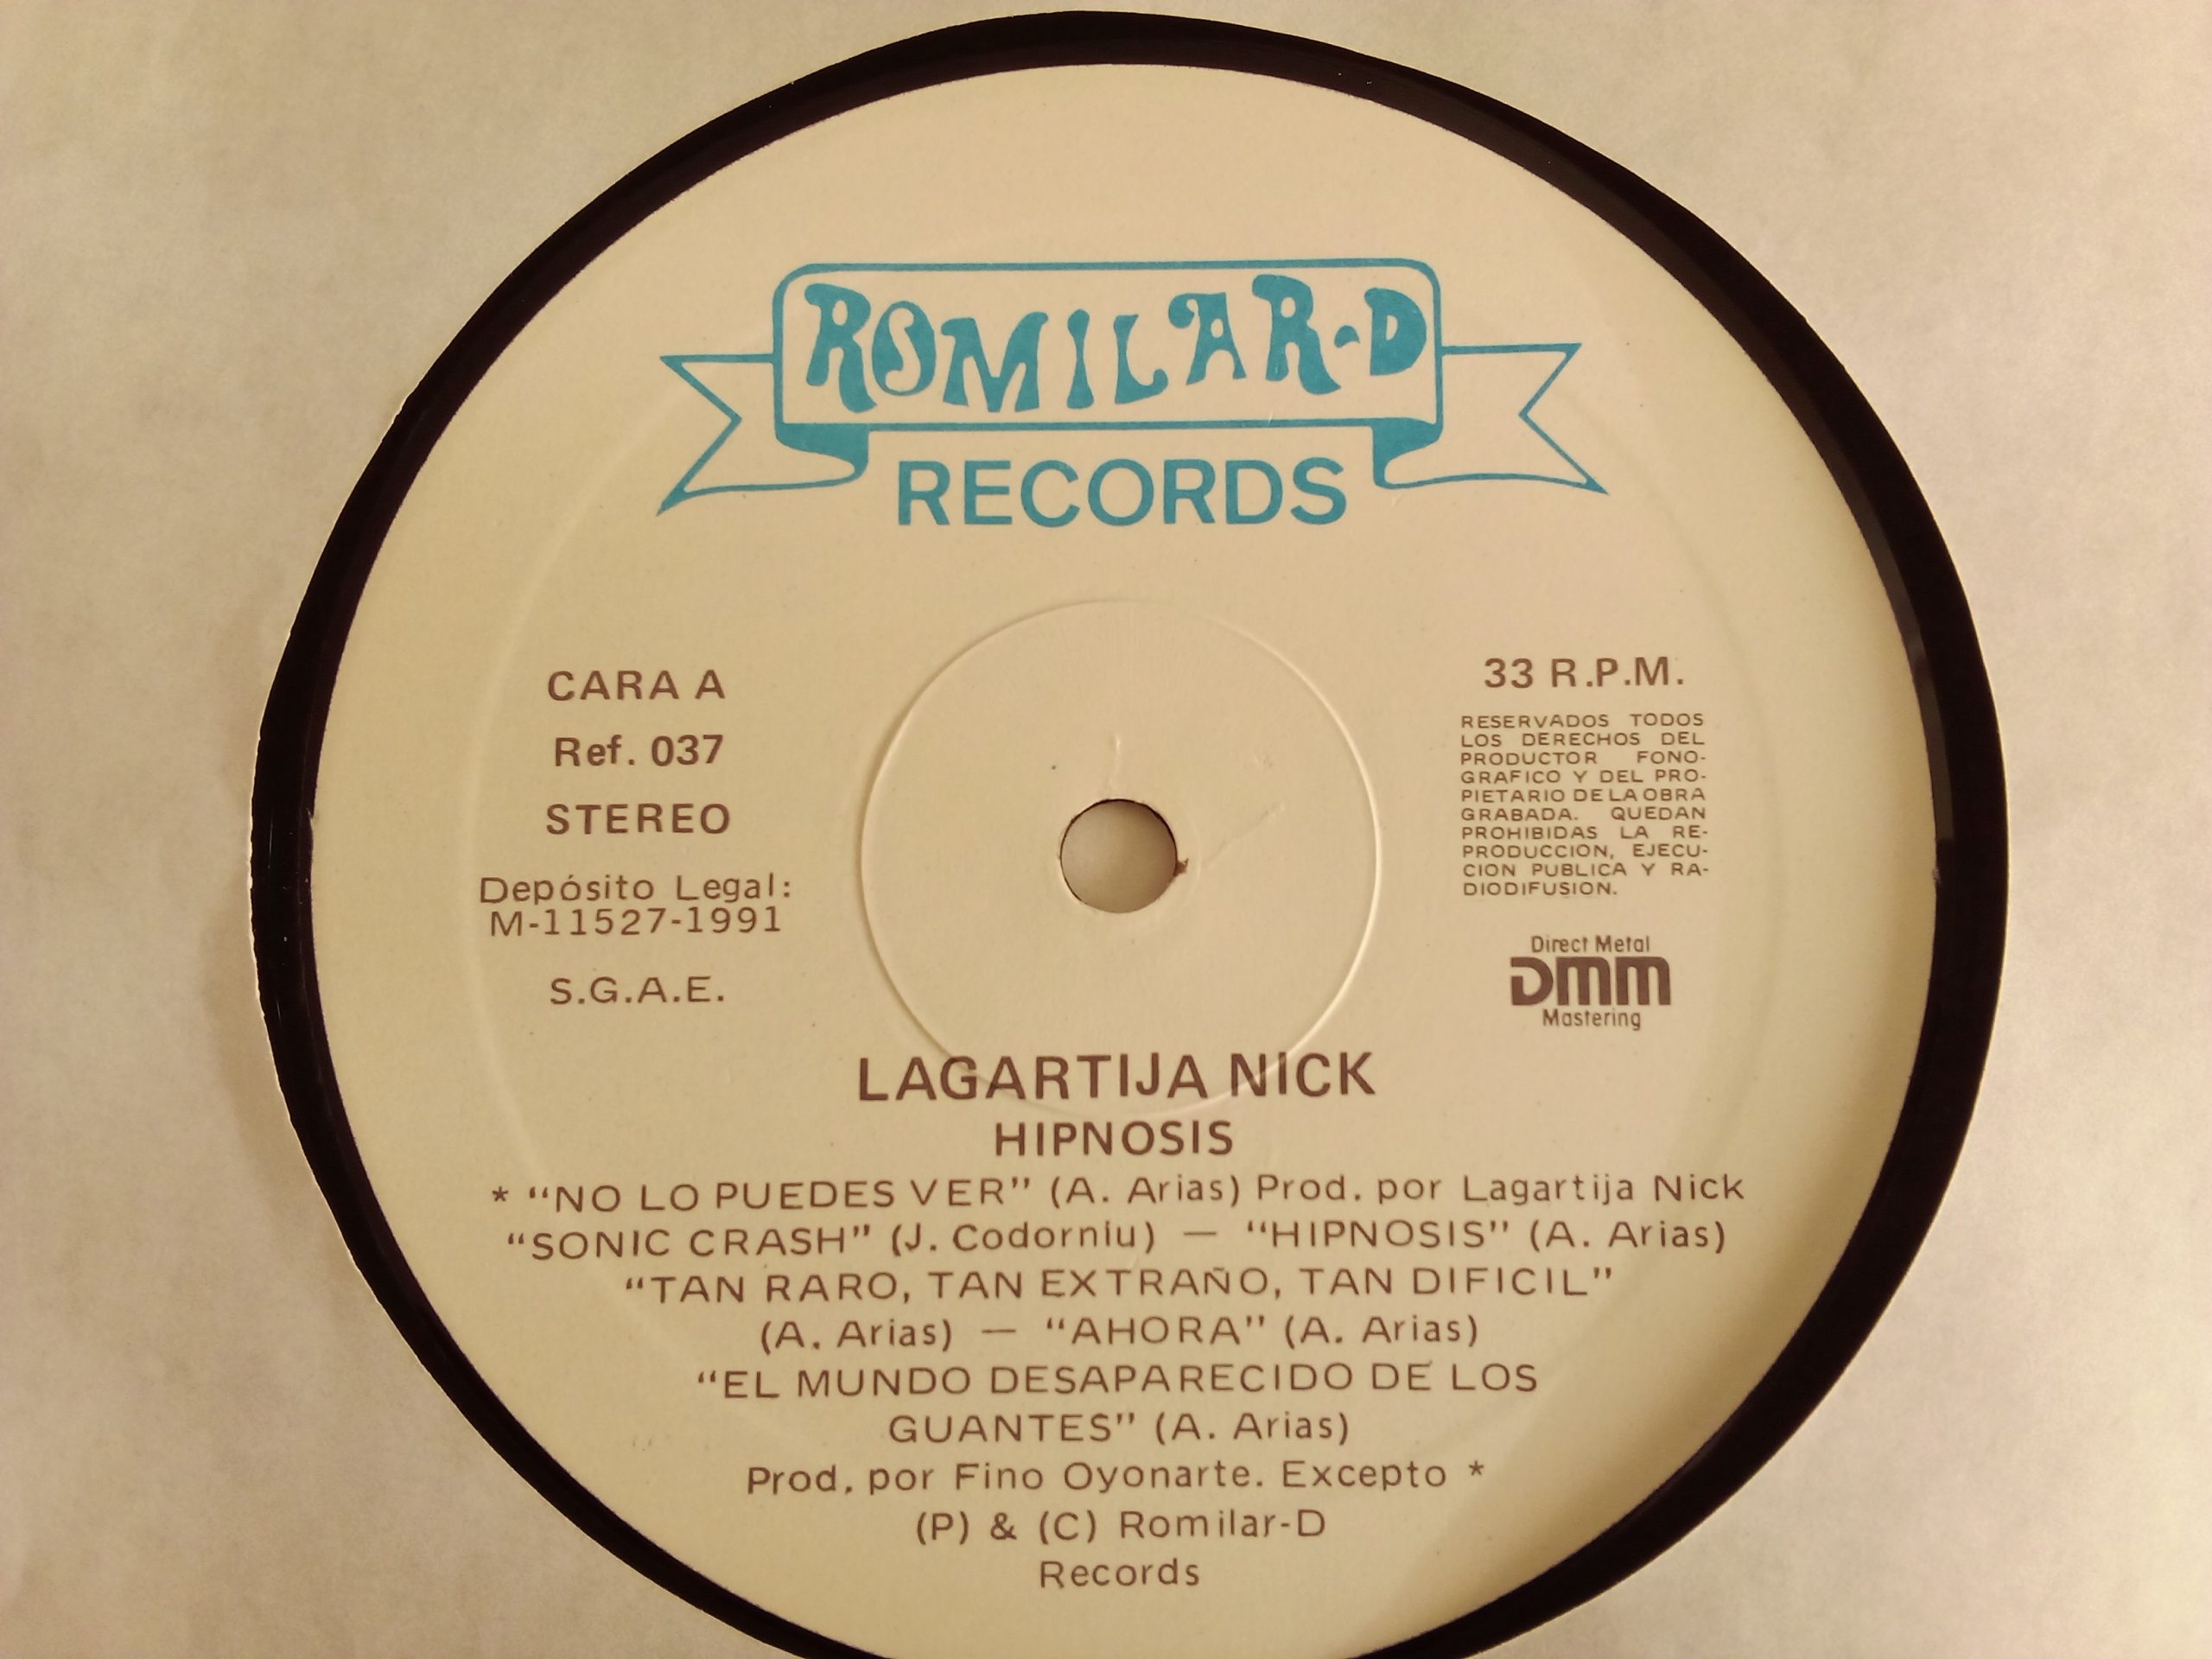 ROMILAR-D
RECORDS
CARA A
Ref. 037
STEREO
Depósito Legal:
M-11527-1991
S.G.A.E.
33 R.P.M.
RESERVADOS TODOS
LOS DERECHOS DEL
PRODUCTOR FONO-
GRAFICO Y DEL PRO-
PIETARIO DE LA OBRA
GRABADA. QUEDAN
PROHIBIDAS LA RE-
PRODUCCION, EJECU-
CION PUBLICA Y RA-
DIODIFUSION.
Direct Metal
DMM
Mastering
LAGARTIJA NICK
HIPNOSIS
* “NO LO PUEDES VER” (A. Arias) Prod. por Lagartija Nick
“SONIC CRASH” (J. Codorníu) — “HIPNOSIS” (A. Arias)
“TAN RARO, TAN EXTRAÑO, TAN DIFICIL”
(A. Arias) — “AHORA” (A. Arias)
“EL MUNDO DESAPARECIDO DE LOS
GUANTES” (A. Arias)
Prod. por Fino Oyonarte. Excepto *
(P) & (C) Romilar-D
Records